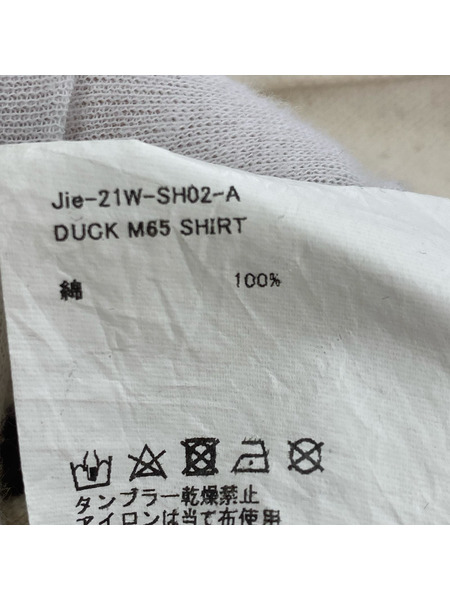 Jie-21W-SH02-A
DUCK M65 SHIRT
綿 100%
タンブラー乾燥禁止
アイロンは当て布使用